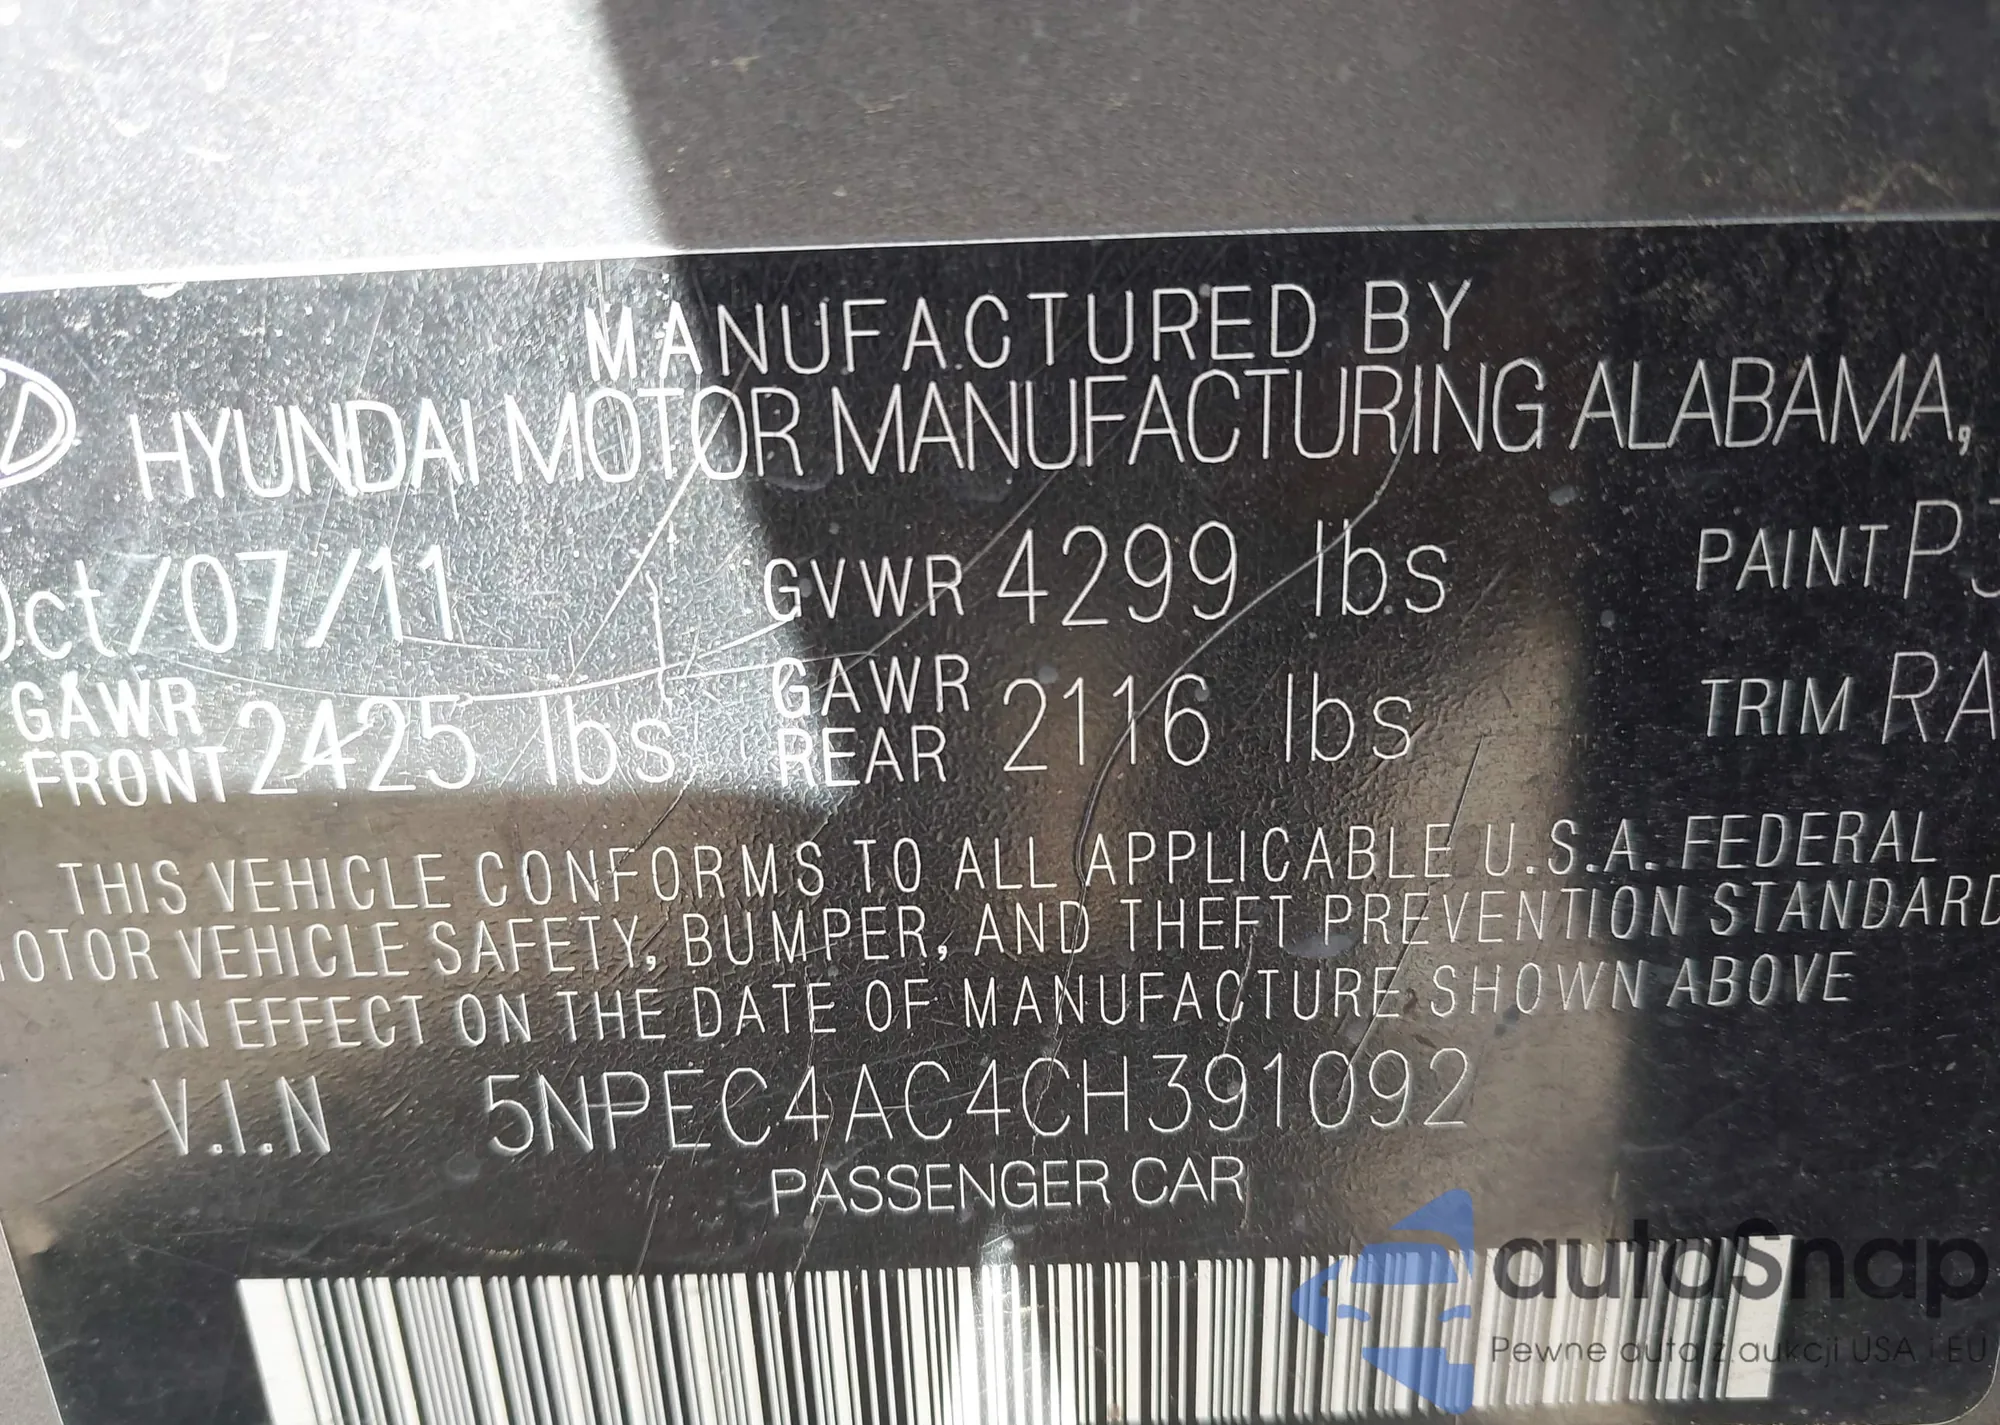 MANUFACTURED BY
HYUNDAI MOTOR MANUFACTURING ALABAMA,
Oct/07/11 GVWR 4299 lbs PAINT P3
GAWR FRONT 2425 lbs GAWR REAR 2116 lbs TRIM RA
THIS VEHICLE CONFORMS TO ALL APPLICABLE U.S.A. FEDERAL
MOTOR VEHICLE SAFETY, BUMPER, AND THEFT PREVENTION STANDARD
IN EFFECT ON THE DATE OF MANUFACTURE SHOWN ABOVE
V.I.N 5NPEC4AC4CH391092
PASSENGER CAR
autoSnap
Pewne auta z aukcji USA i EU